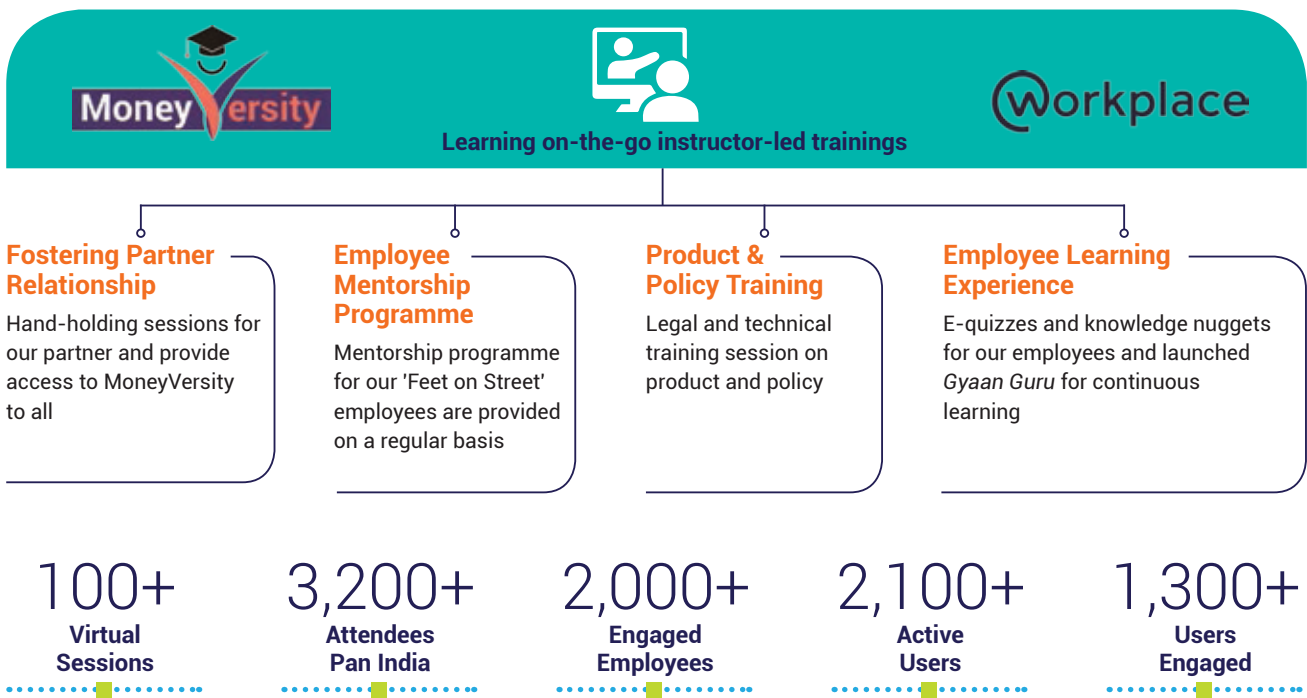 MoneyVersity
Workplace
Learning on-the-go instructor-led trainings
Fostering Partner
Relationship
Hand-holding sessions for
our partner and provide
access to MoneyVersity
to all
Employee
Mentorship
Programme
Mentorship programme
for our 'Feet on Street'
employees are provided
on a regular basis
Product &
Policy Training
Legal and technical
training session on
product and policy
Employee Learning
Experience
E-quizzes and knowledge nuggets
for our employees and launched
Gyaan Guru for continuous
learning
100+
Virtual
Sessions
3,200+
Attendees
Pan India
2,000+
Engaged
Employees
2,100+
Active
Users
1,300+
Users
Engaged